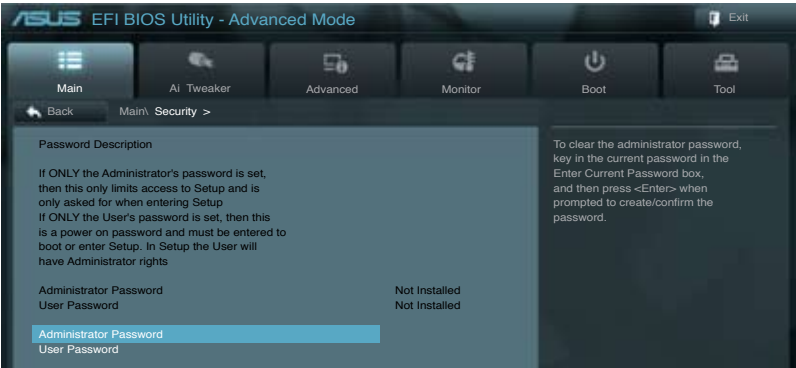 ASUS EFI BIOS Utility - Advanced Mode
Exit
Main
Ai Tweaker
Advanced
Monitor
Boot
Tool
Back
Main\ Security >
Password Description
If ONLY the Administrator's password is set,
then this only limits access to Setup and is
only asked for when entering Setup
If ONLY the User's password is set, then this
is a power on password and must be entered to
boot or enter Setup. In Setup the User will
have Administrator rights
Administrator Password Not Installed
User Password Not Installed
Administrator Password
User Password
To clear the administrator password,
key in the current password in the
Enter Current Password box,
and then press <Enter> when
prompted to create/confirm the
password.